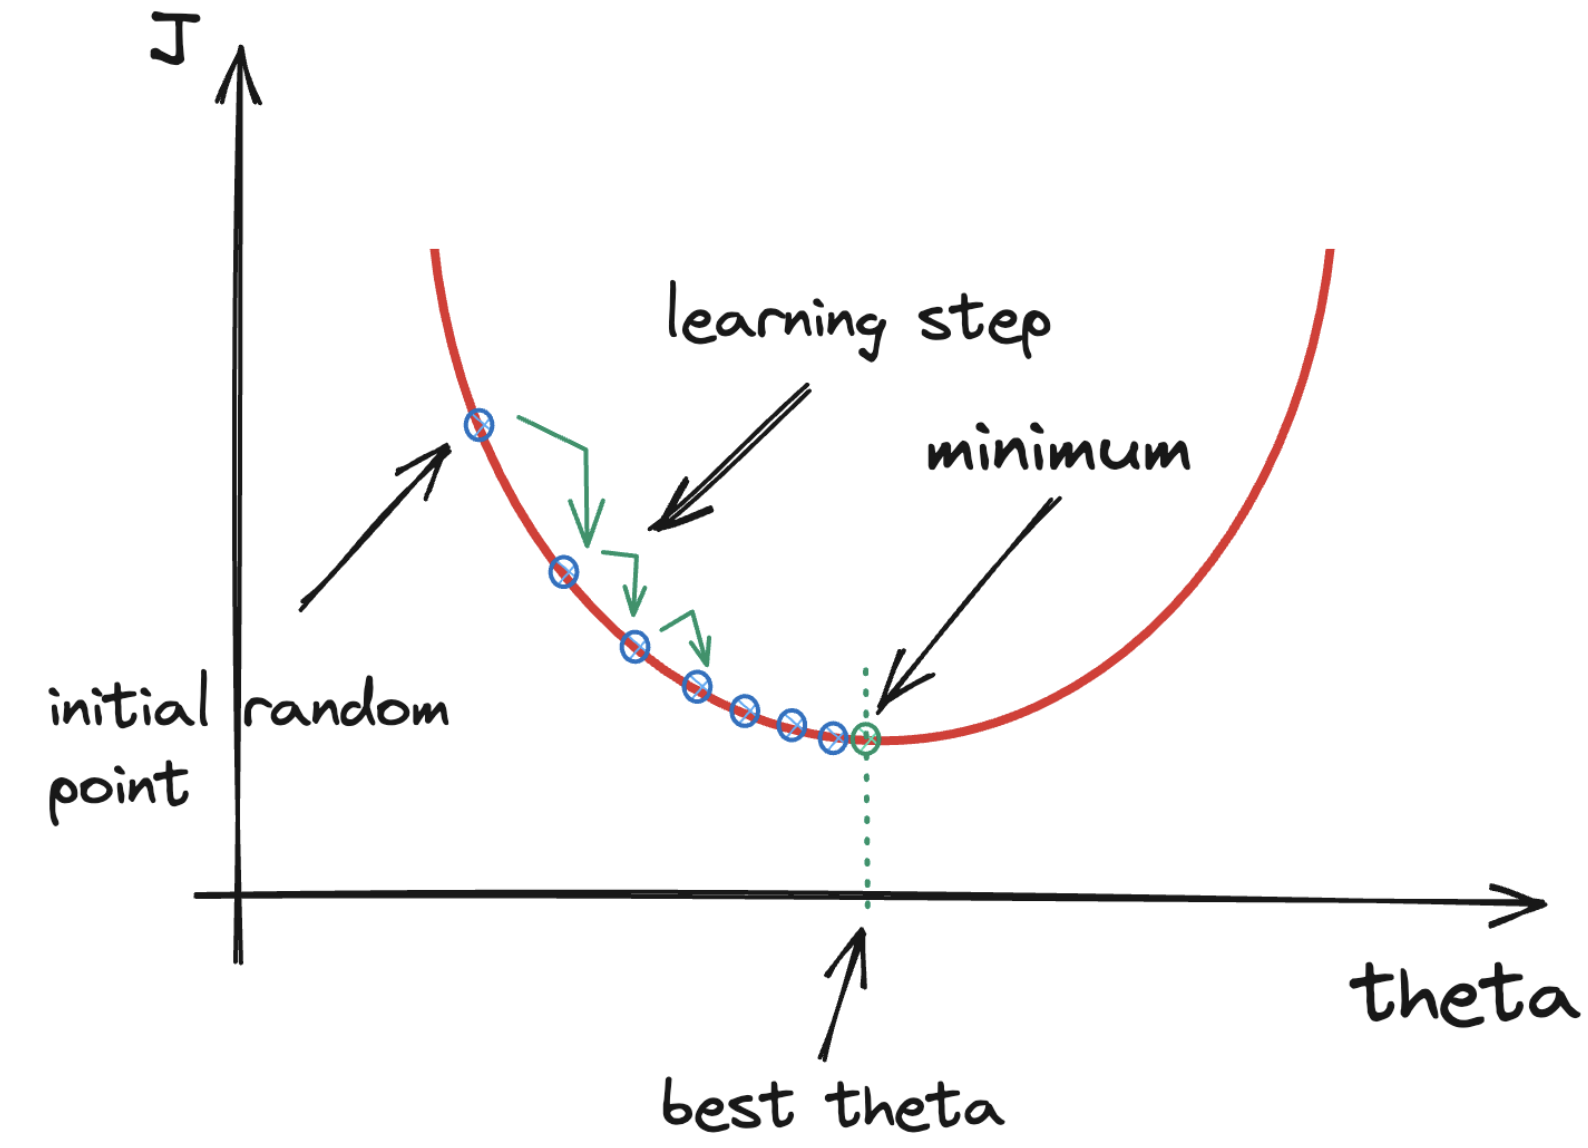 J
learning step
minimum
initial random
point
theta
best theta